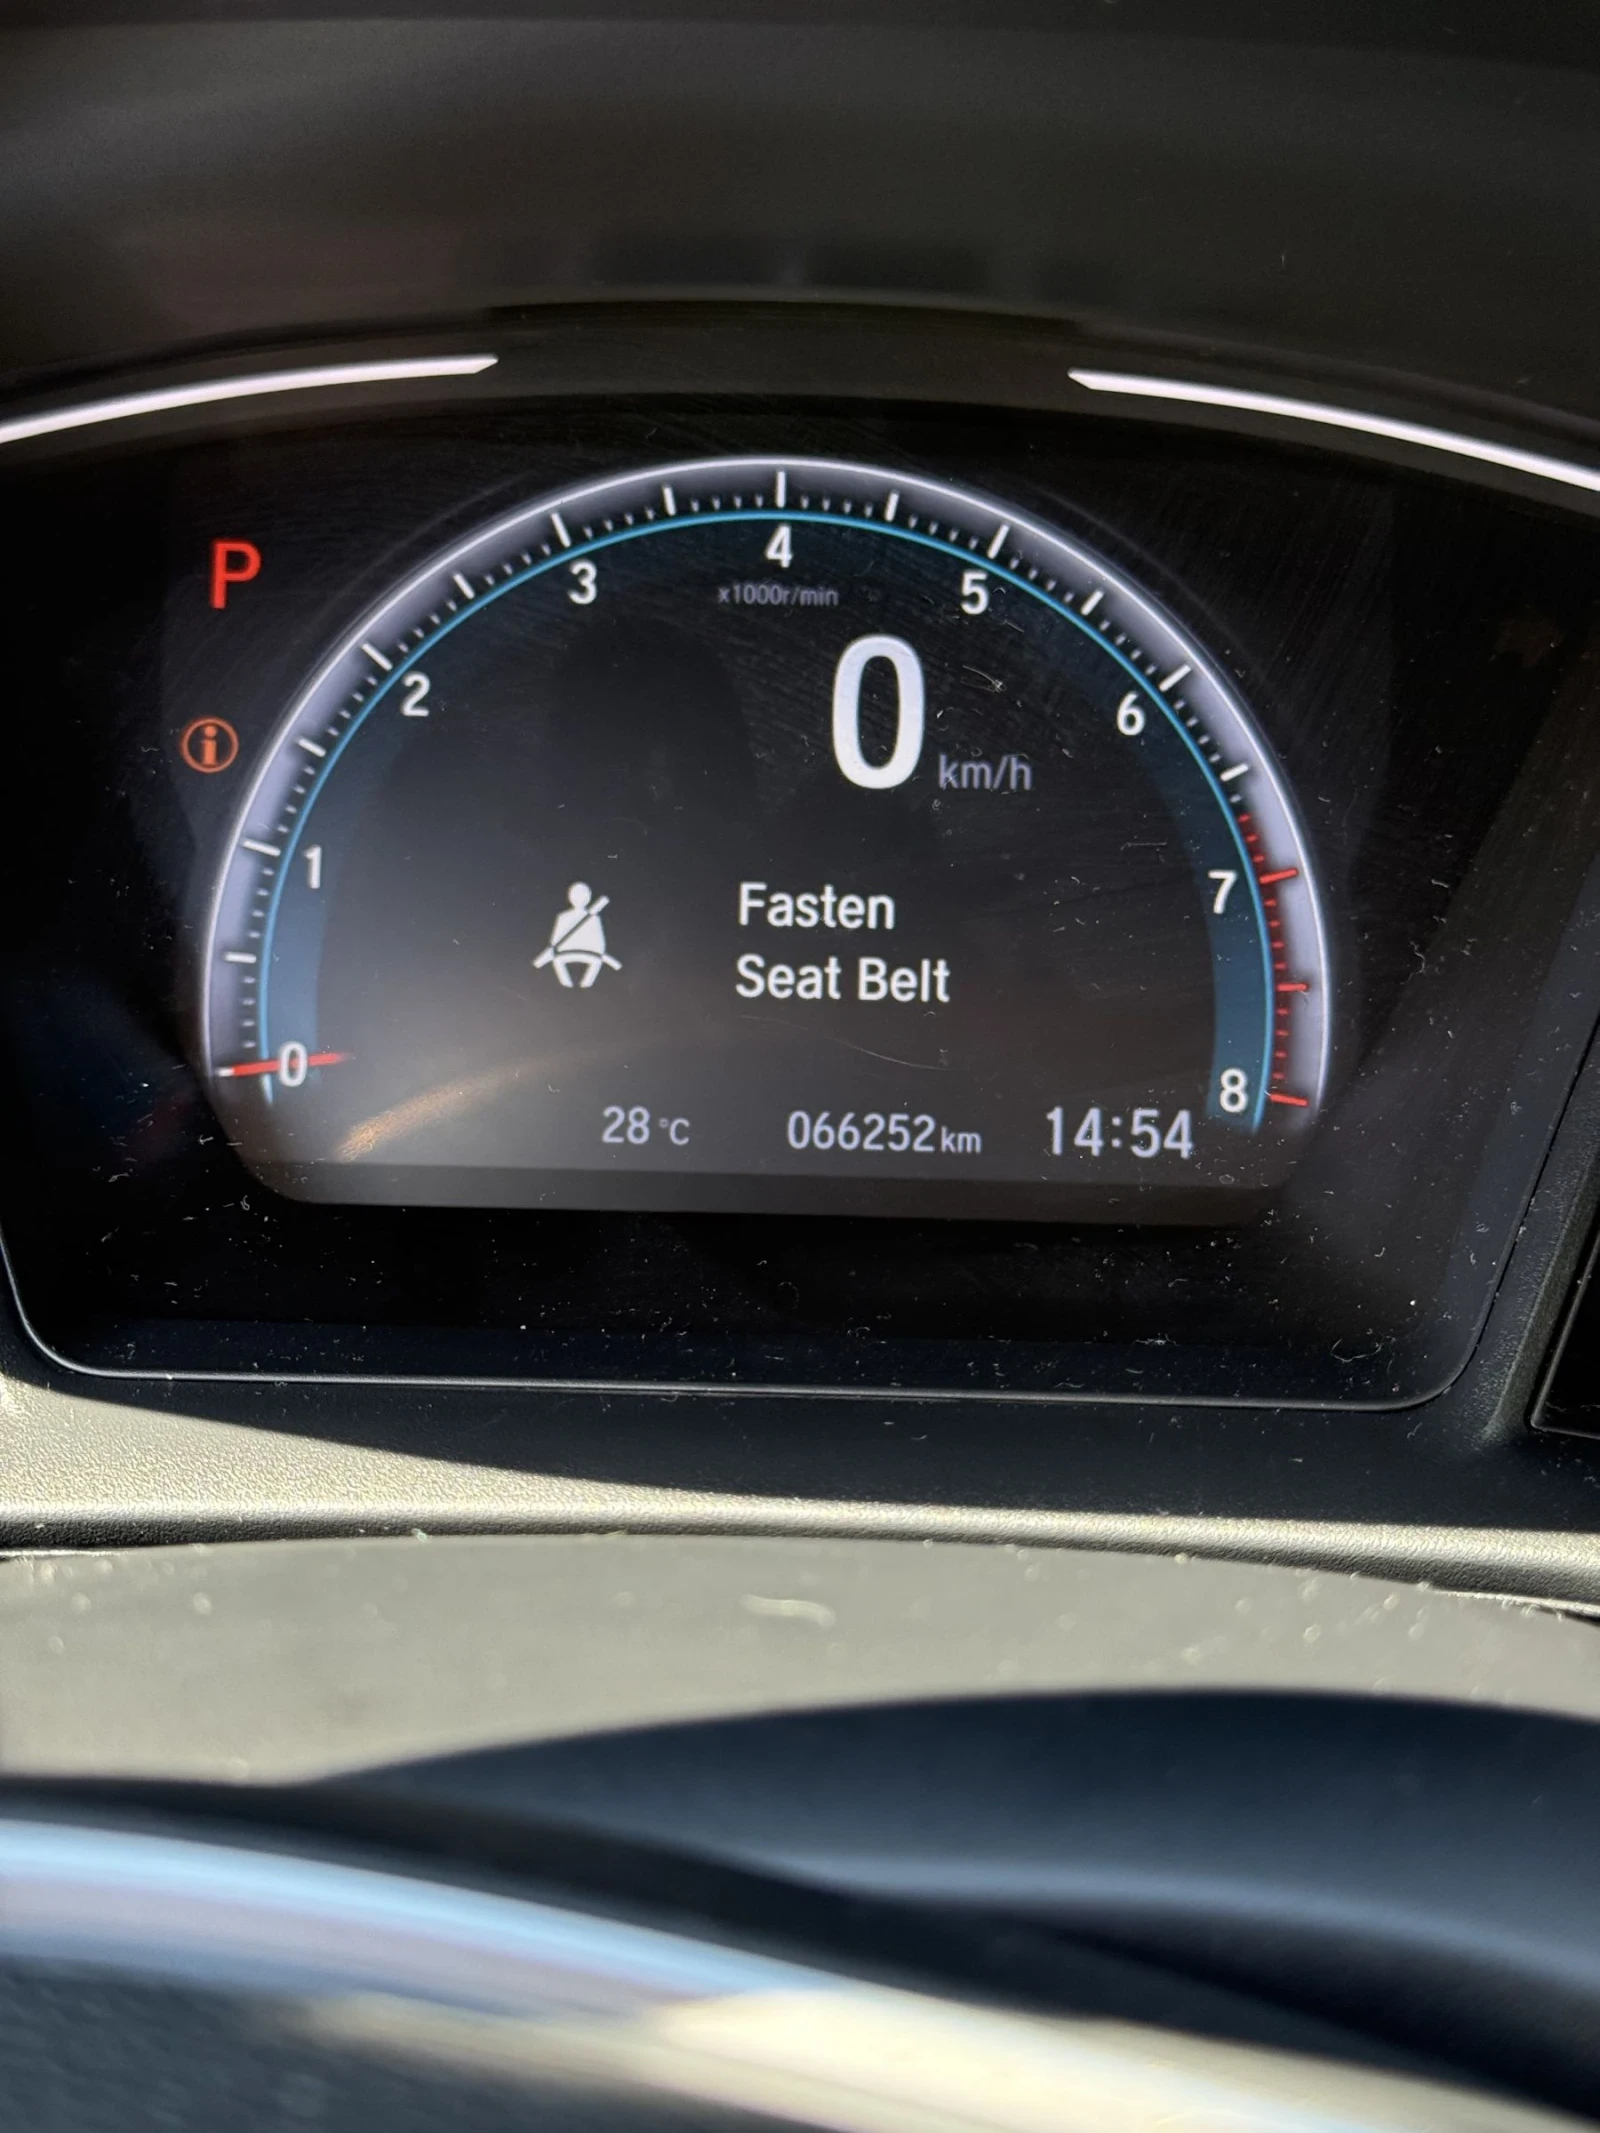 4
3
5
x1000r/min
P
2
0 km/h
6
i
1
7
Fasten
Seat Belt
0
8
28 °C 066252 km 14:54